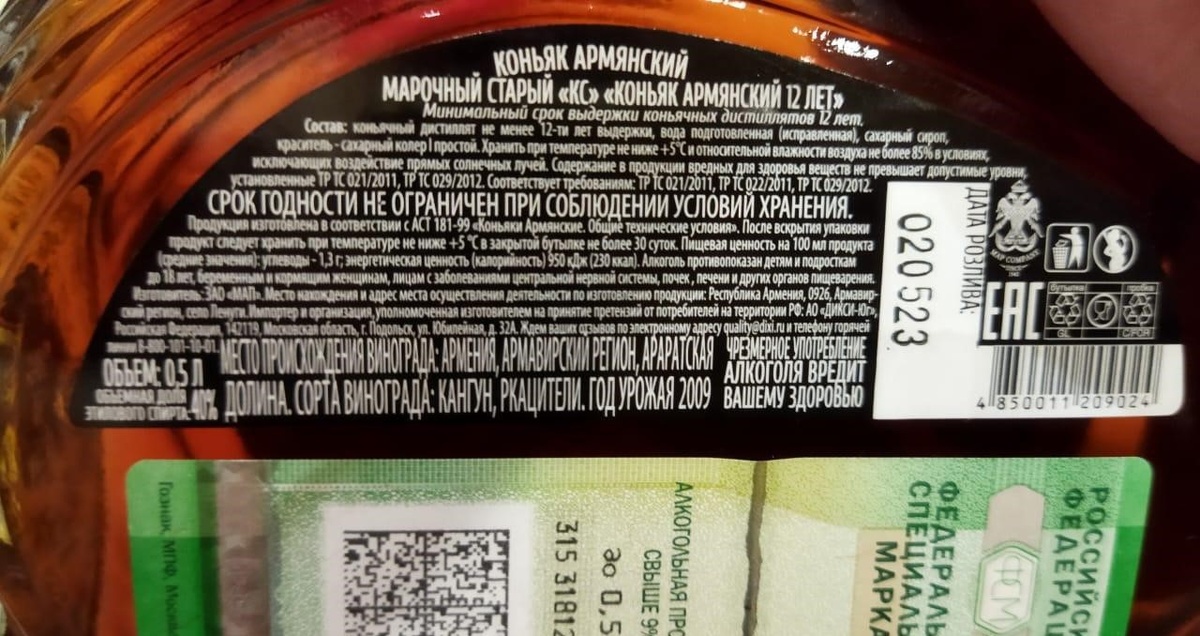 КОНЬЯК АРМЯНСКИЙ
МАРОЧНЫЙ СТАРЫЙ «КС» «КОНЬЯК АРМЯНСКИЙ 12 ЛЕТ»
Минимальный срок выдержки коньячных дистиллятов 12 лет.
Состав: коньячный дистиллят не менее 12-ти лет выдержки, вода подготовленная (исправленная), сахарный сироп,
краситель - сахарный колер I простой. Хранить при температуре не ниже +5°С и относительной влажности воздуха не более 85% в условиях,
исключающих воздействие прямых солнечных лучей. Содержание в продукции вредных для здоровья веществ не превышает допустимые уровни,
установленные ТР ТС 021/2011, ТР ТС 029/2012. Соответствует требованиям: ТР ТС 021/2011, ТР ТС 022/2011, ТР ТС 029/2012.
СРОК ГОДНОСТИ НЕ ОГРАНИЧЕН ПРИ СОБЛЮДЕНИИ УСЛОВИЙ ХРАНЕНИЯ.
Продукция изготовлена в соответствии с АСТ 181-99 «Коньяки Армянские. Общие технические условия». После вскрытия упаковки
продукт следует хранить при температуре не ниже +5 °С в закрытой бутылке не более 30 суток. Пищевая ценность на 100 мл продукта
(средние значения): углеводы - 1,3 г; энергетическая ценность (калорийность) 950 кДж (230 ккал). Алкоголь противопоказан детям и подросткам
до 18 лет, беременным и кормящим женщинам, лицам с заболеваниями центральной нервной системы, почек, печени и других органов пищеварения.
Изготовитель: ЗАО «МАП». Место нахождения и адрес места осуществления деятельности по изготовлению продукции: Республика Армения, 0926, Армавир-
ский регион, село Ленуги. Импортер и организация, уполномоченная изготовителем на принятие претензий от потребителей на территории РФ: АО «ДИКСИ-Юг»,
Российская Федерация, 142119, Московская область, г. Подольск, ул. Юбилейная, д. 32А. Ждем ваших отзывов по электронному адресу quality@dixi.ru и телефону горячей
линии 8-800-101-10-01.
МЕСТО ПРОИСХОЖДЕНИЯ ВИНОГРАДА: АРМЕНИЯ, АРМАВИРСКИЙ РЕГИОН, АРАРАТСКАЯ
ДОЛИНА. СОРТА ВИНОГРАДА: КАНГУН, РКАЦИТЕЛИ. ГОД УРОЖАЯ 2009
ОБЪЕМ: 0,5 Л
ОБЪЕМНАЯ ДОЛЯ
ЭТИЛОВОГО СПИРТА: 40%
ЧРЕЗМЕРНОЕ УПОТРЕБЛЕНИЕ
АЛКОГОЛЯ ВРЕДИТ
ВАШЕМУ ЗДОРОВЬЮ
ДАТА РОЗЛИВА:
020523
MAP COMPANY
SINCE
EAC
бутылка
GL
пробка
C/FOR
4 850011 209024
РОССИЙС
ФЕДЕРАЦ
ФЕДЕРАЛЬ
СПЕЦИАЛЬ
МАРКА
ФСМ
АЛКОГОЛЬНАЯ ПРО
СВЫШЕ 9%
до 0,5
315 31812
Гознак, МПФ, Моск